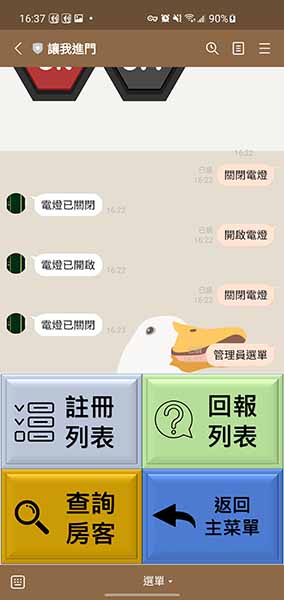 16:37
90%
讓我進門
16:22
已讀
16:22
關閉電燈
電燈已關閉
16:22
已讀
16:22
開啟電燈
電燈已開啟
16:22
已讀
16:22
關閉電燈
電燈已關閉
16:23
管理員選單
註冊
列表
回報
列表
查詢
房客
返回
主菜單
選單